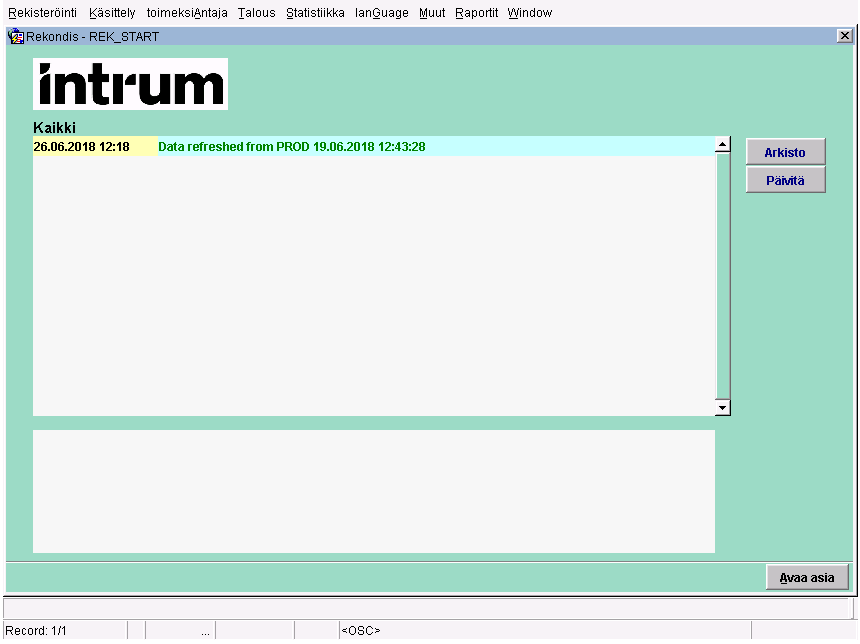 Rekisteröinti Käsittely toimeksiAntaja Talous Statistiikka lanGuage Muut Raportit Window
Rekondis - REK_START
intrum
Kaikki
26.06.2018 12:18 Data refreshed from PROD 19.06.2018 12:43:28
Arkisto
Päivitä
Avaa asia
Record: 1/1 ... <OSC>